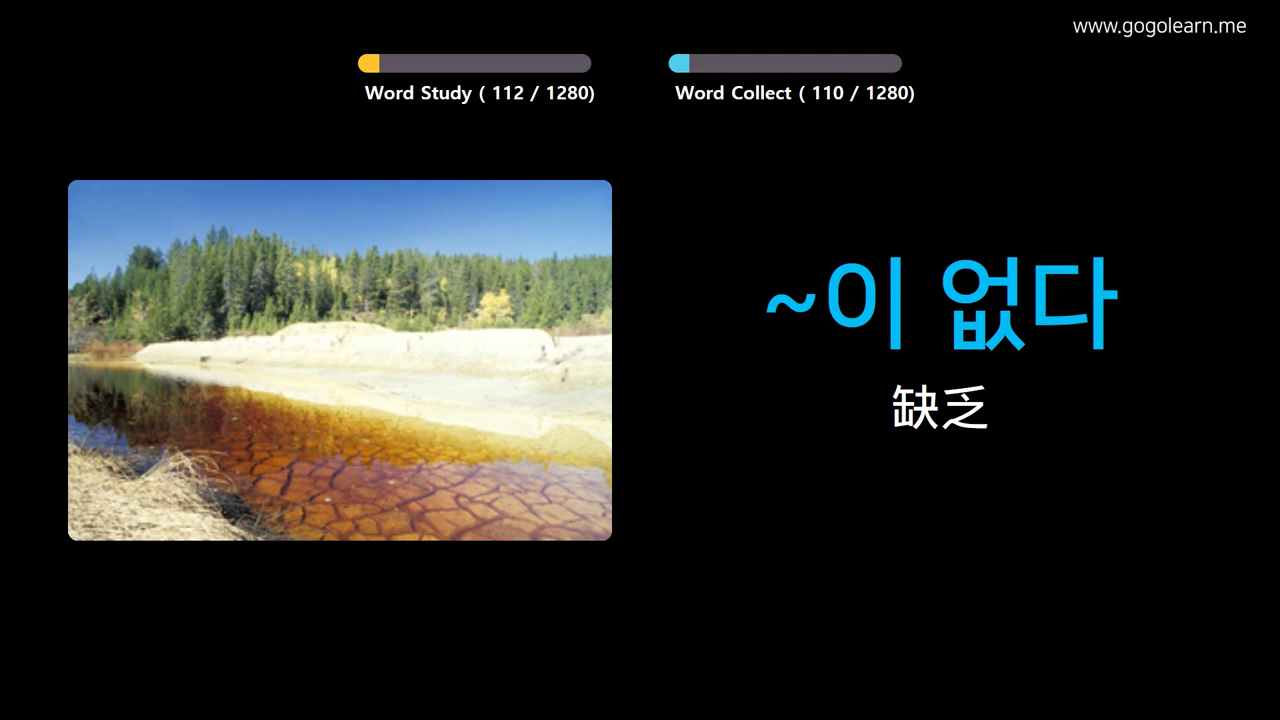 www.gogolearn.me
Word Study ( 112 / 1280)
Word Collect ( 110 / 1280)
~이 없다
缺乏